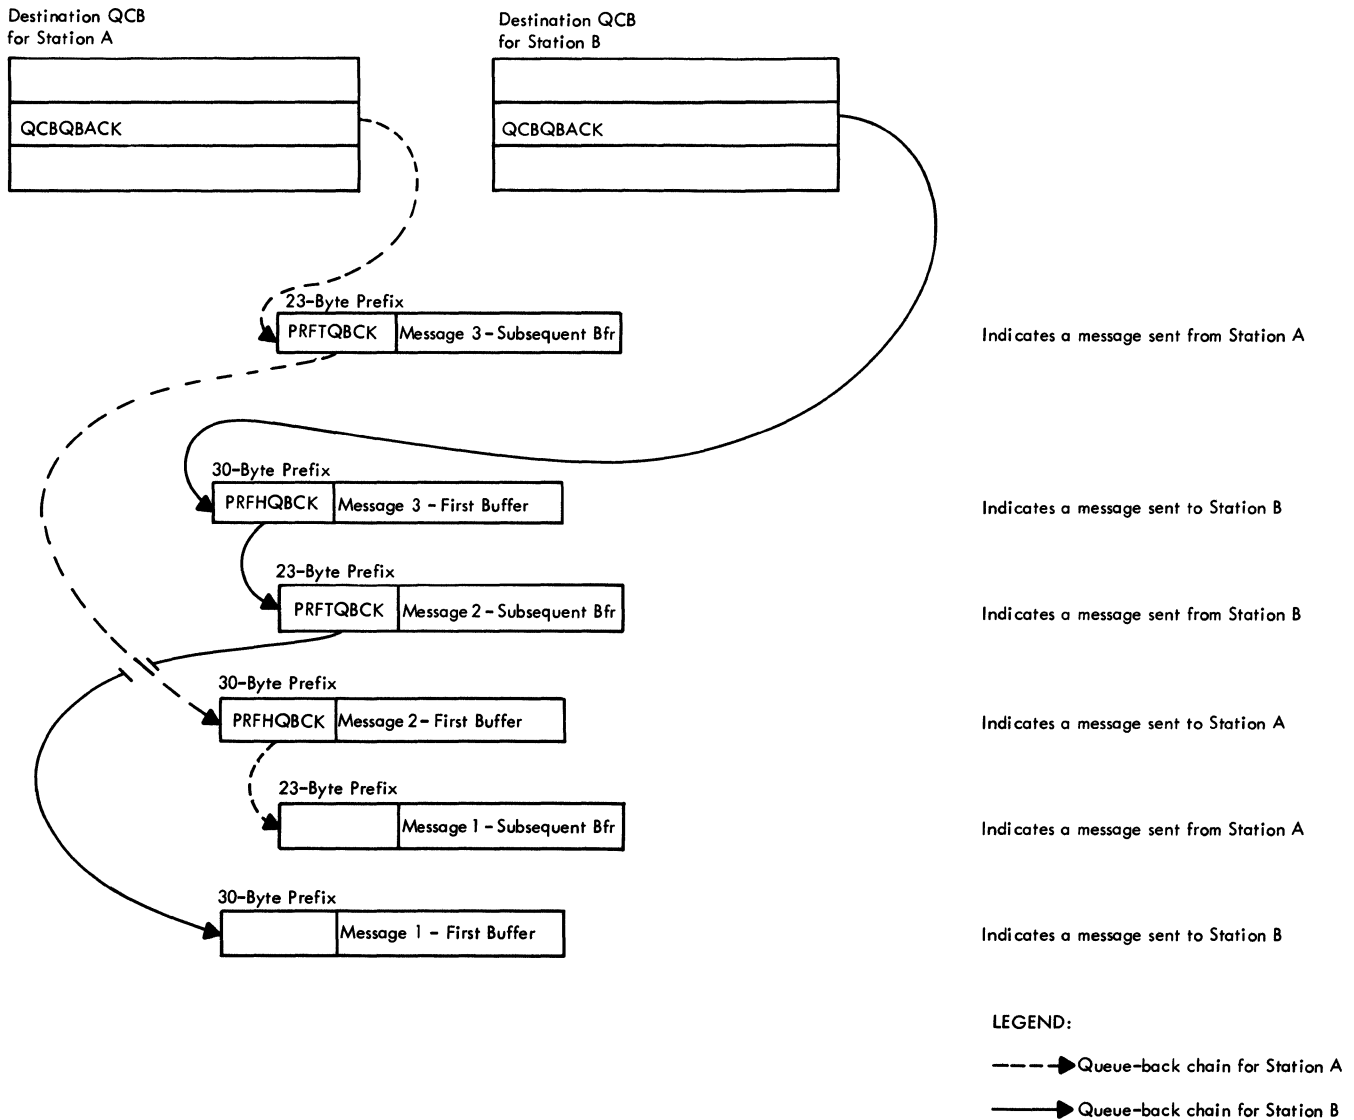 Destination QCB
for Station A
Destination QCB
for Station B
QCBQBACK
QCBQBACK
23-Byte Prefix
PRFTQBCK
Message 3 - Subsequent Bfr
Indicates a message sent from Station A
30-Byte Prefix
PRFHQBCK
Message 3 - First Buffer
Indicates a message sent to Station B
23-Byte Prefix
PRFTQBCK
Message 2 - Subsequent Bfr
Indicates a message sent from Station B
30-Byte Prefix
PRFHQBCK
Message 2 - First Buffer
Indicates a message sent to Station A
23-Byte Prefix
Message 1 - Subsequent Bfr
Indicates a message sent from Station A
30-Byte Prefix
Message 1 - First Buffer
Indicates a message sent to Station B
LEGEND:
Queue-back chain for Station A
Queue-back chain for Station B